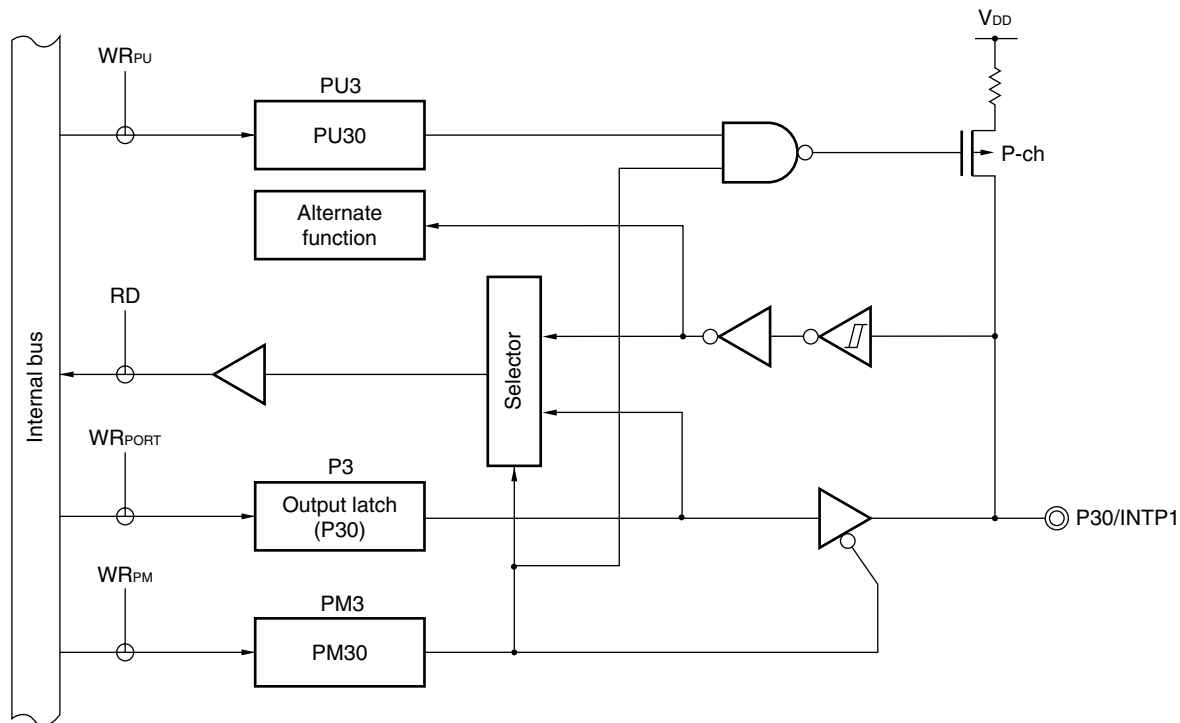 VDD
WRPU
PU3
PU30
P-ch
Alternate
function
RD
Selector
Internal bus
WRPORT
P3
Output latch
(P30)
P30/INTP1
WRPM
PM3
PM30